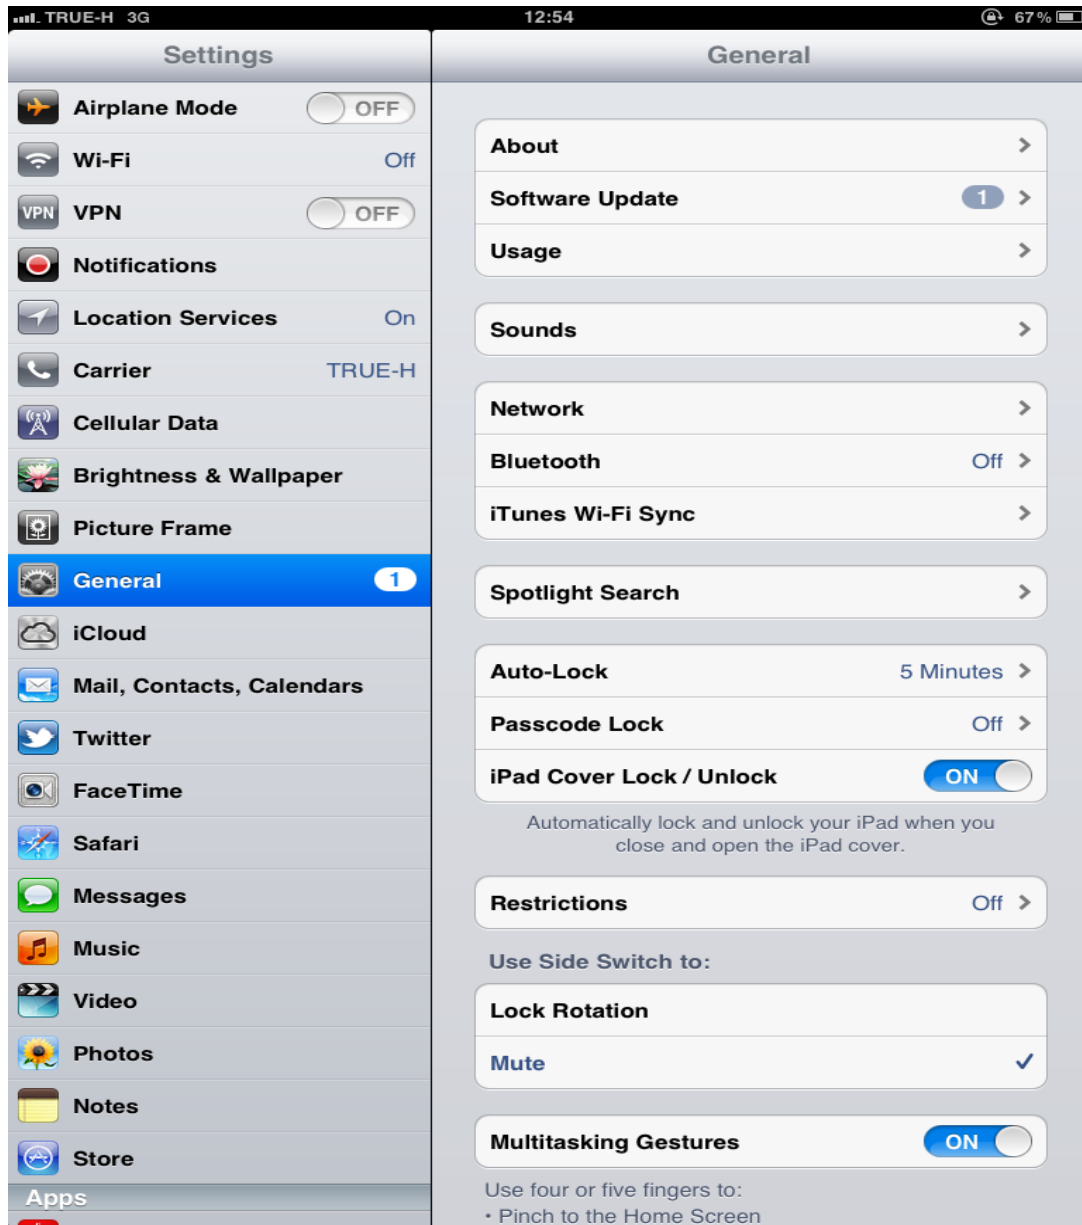 TRUE-H 3G 12:54 67%
Settings
Airplane Mode OFF
Wi-Fi Off
VPN VPN OFF
Notifications
Location Services On
Carrier TRUE-H
Cellular Data
Brightness & Wallpaper
Picture Frame
General 1
iCloud
Mail, Contacts, Calendars
Twitter
FaceTime
Safari
Messages
Music
Video
Photos
Notes
Store
Apps
General
About
Software Update 1
Usage
Sounds
Network
Bluetooth Off
iTunes Wi-Fi Sync
Spotlight Search
Auto-Lock 5 Minutes
Passcode Lock Off
iPad Cover Lock / Unlock ON
Automatically lock and unlock your iPad when you
close and open the iPad cover.
Restrictions Off
Use Side Switch to:
Lock Rotation
Mute
Multitasking Gestures ON
Use four or five fingers to:
• Pinch to the Home Screen